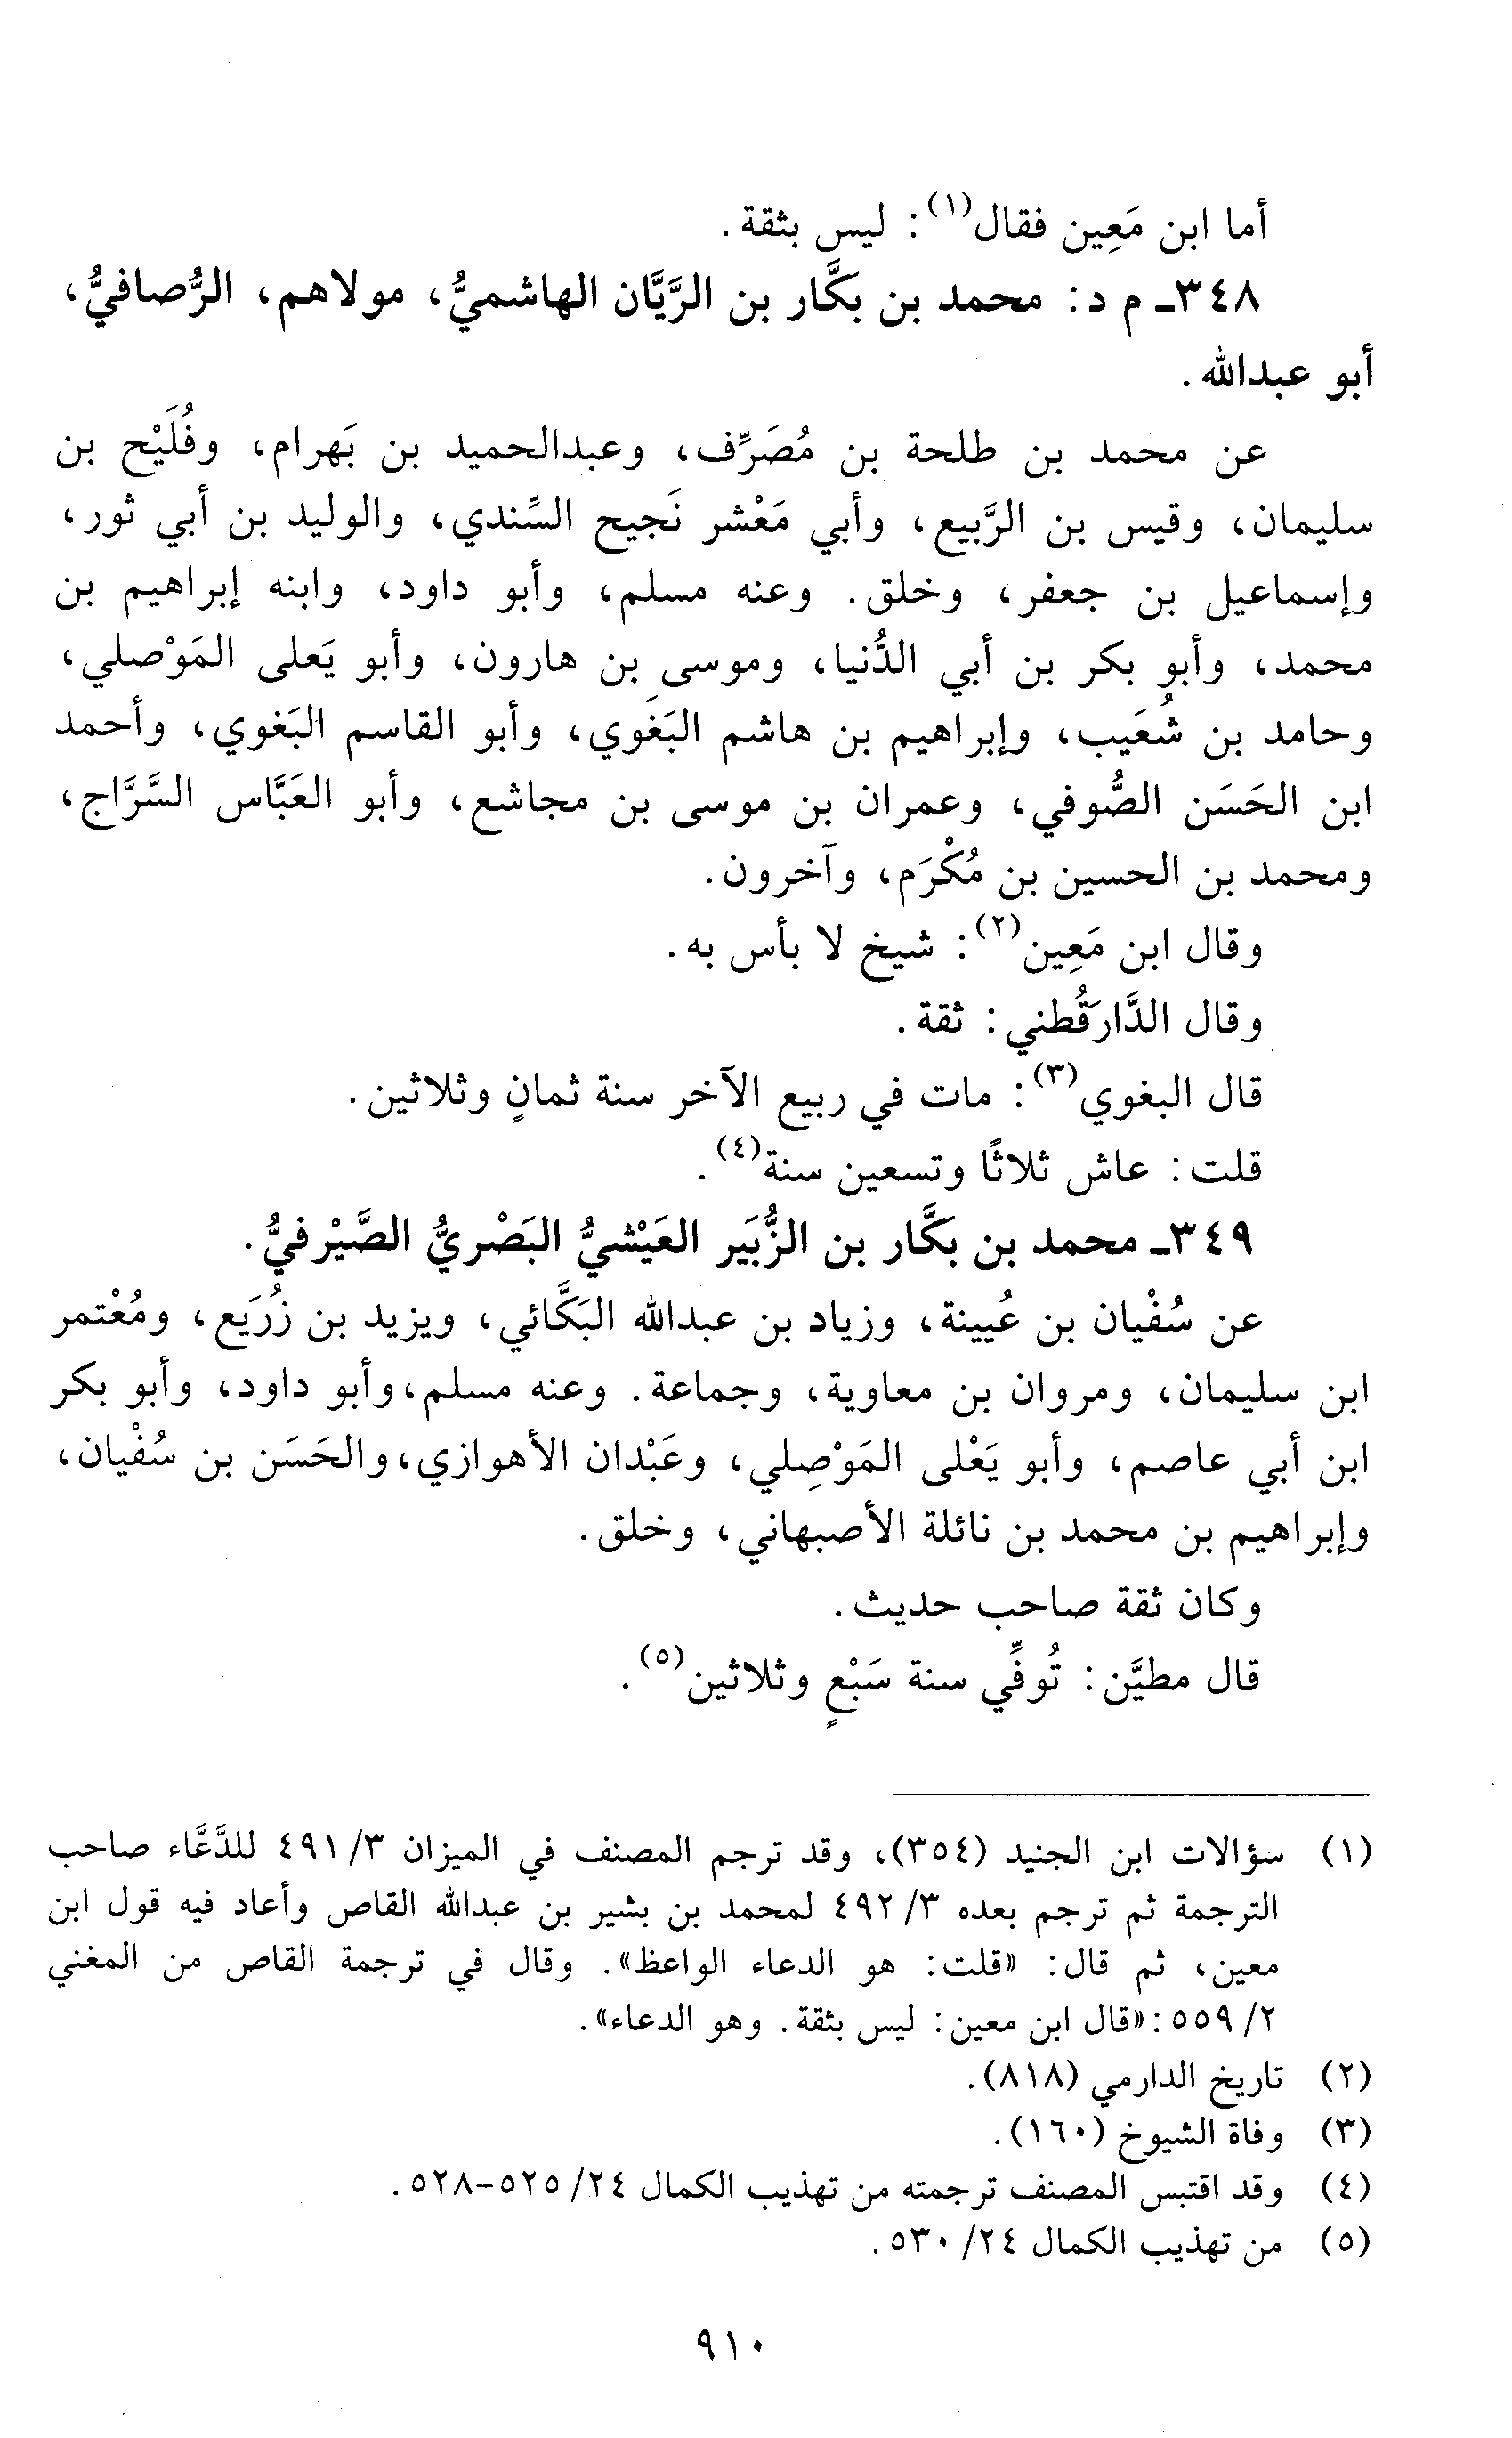 أما ابن مَعِين فقال(١): ليس بثقة.
٣٤٨ـ م د: محمد بن بكَّار بن الرَّيَّان الهاشميُّ، مولاهم، الرُّصافيُّ،
أبو عبدالله.
عن محمد بن طلحة بن مُصَرِّف، وعبدالحميد بن بَهرام، وفُلَيْح بن
سليمان، وقيس بن الرَّبيع، وأبي مَعْشر نَجيح السِّندي، والوليد بن أبي ثور،
وإسماعيل بن جعفر، وخلق. وعنه مسلم، وأبو داود، وابنه إبراهيم بن
محمد، وأبو بكر بن أبي الدُّنيا، وموسى بن هارون، وأبو يَعلى المَوْصلي،
وحامد بن شُعَيب، وإبراهيم بن هاشم البَغَوي، وأبو القاسم البَغوي، وأحمد
ابن الحَسَن الصُّوفي، وعمران بن موسى بن مجاشع، وأبو العَبَّاس السَّرَّاج،
ومحمد بن الحسين بن مُكْرَم، وآخرون.
وقال ابن مَعِين(٢): شيخ لا بأس به.
وقال الدَّارَقُطني: ثقة.
قال البغوي(٣): مات في ربيع الآخر سنة ثمانٍ وثلاثين.
قلت: عاش ثلاثًا وتسعين سنة(٤).
٣٤٩ـ محمد بن بَكَّار بن الزُّبَير العَيْشيُّ البَصْريُّ الصَّيْرفيُّ.
عن سُفْيان بن عُيينة، وزياد بن عبدالله البَكَّائي، ويزيد بن زُرَيع، ومُعْتمر
ابن سليمان، ومروان بن معاوية، وجماعة. وعنه مسلم،وأبو داود، وأبو بكر
ابن أبي عاصم، وأبو يَعْلى المَوْصِلي، وعَبْدان الأهوازي،والحَسَن بن سُفْيان،
وإبراهيم بن محمد بن نائلة الأصبهاني، وخلق.
وكان ثقة صاحب حديث.
قال مطيَّن: تُوفِّي سنة سَبْعٍ وثلاثين(٥).
(١) سؤالات ابن الجنيد (٣٥٤)، وقد ترجم المصنف في الميزان ٣/ ٤٩١ للدَّعَّاء صاحب
الترجمة ثم ترجم بعده ٣/ ٤٩٢ لمحمد بن بشير بن عبدالله القاص وأعاد فيه قول ابن
معين، ثم قال: «قلت: هو الدعاء الواعظ». وقال في ترجمة القاص من المغني
٢/ ٥٥٩: «قال ابن معين: ليس بثقة. وهو الدعاء».
(٢) تاريخ الدارمي (٨١٨).
(٣) وفاة الشيوخ (١٦٠).
(٤) وقد اقتبس المصنف ترجمته من تهذيب الكمال ٢٤/ ٥٢٥-٥٢٨.
(٥) من تهذيب الكمال ٢٤/ ٥٣٠.
٩١٠